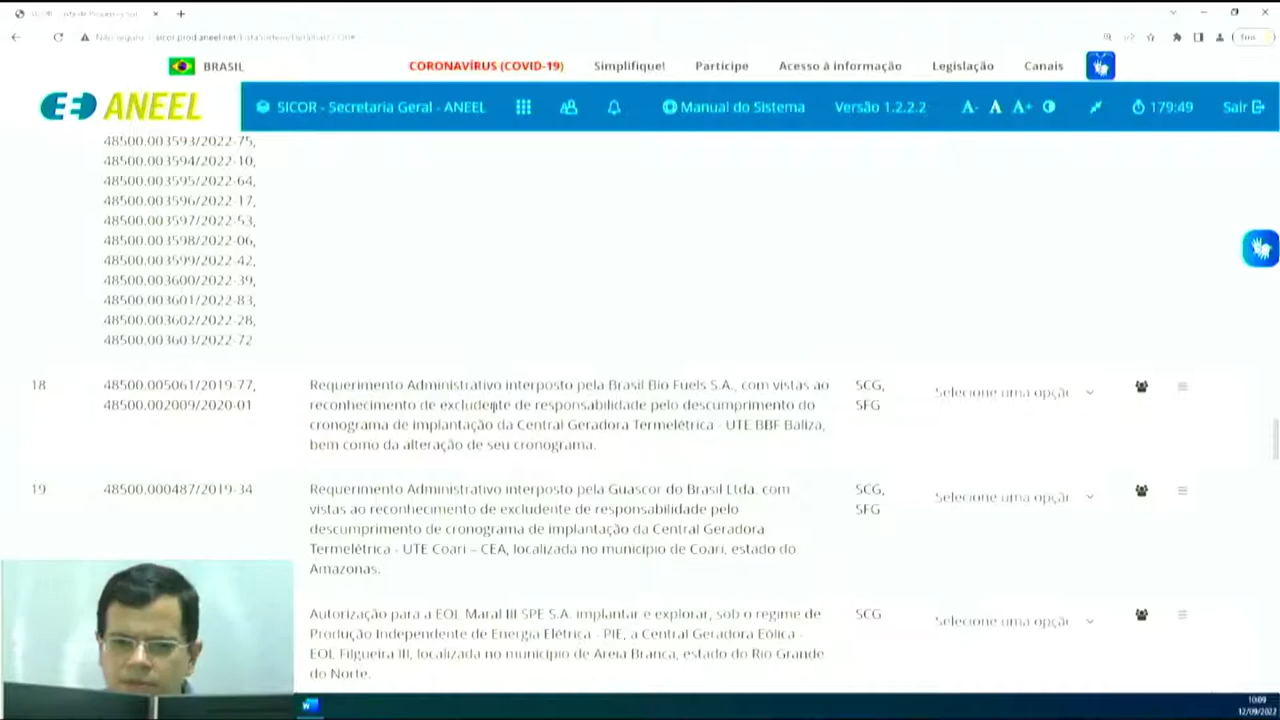 BRASIL
CORONAVÍRUS (COVID-19) Simplifique! Participe Acesso à informação Legislação Canais
ANEEL
SICOR - Secretaria Geral - ANEEL Manual do Sistema Versão 1.2.2.2 A- A A+ 179:49 Sair
48500.003593/2022-75,
48500.003594/2022-10,
48500.003595/2022-64,
48500.003596/2022-17,
48500.003597/2022-53,
48500.003598/2022-06,
48500.003599/2022-42,
48500.003600/2022-39,
48500.003601/2022-83,
48500.003602/2022-28,
48500.003603/2022-72
18 48500.005061/2019-77, Requerimento Administrativo interposto pela Brasil Bio Fuels S.A., com vistas ao SCG, Selecione uma opçã
48500.002009/2020-01 reconhecimento de excludente de responsabilidade pelo descumprimento do SFG
cronograma de implantação da Central Geradora Termelétrica - UTE BBF Baliza,
bem como da alteração de seu cronograma.
19 48500.000487/2019-34 Requerimento Administrativo interposto pela Guascor do Brasil Ltda. com SCG, Selecione uma opçã
vistas ao reconhecimento de excludente de responsabilidade pelo SFG
descumprimento de cronograma de implantação da Central Geradora
Termelétrica - UTE Coari – CEA, localizada no município de Coari, estado do
Amazonas.
Autorização para a EOL Maral III SPE S.A. implantar e explorar, sob o regime de SCG Selecione uma opçã
Produção Independente de Energia Elétrica - PIE, a Central Geradora Eólica -
EOL Filgueira III, localizada no município de Areia Branca, estado do Rio Grande
do Norte.
10:09
12/09/2022